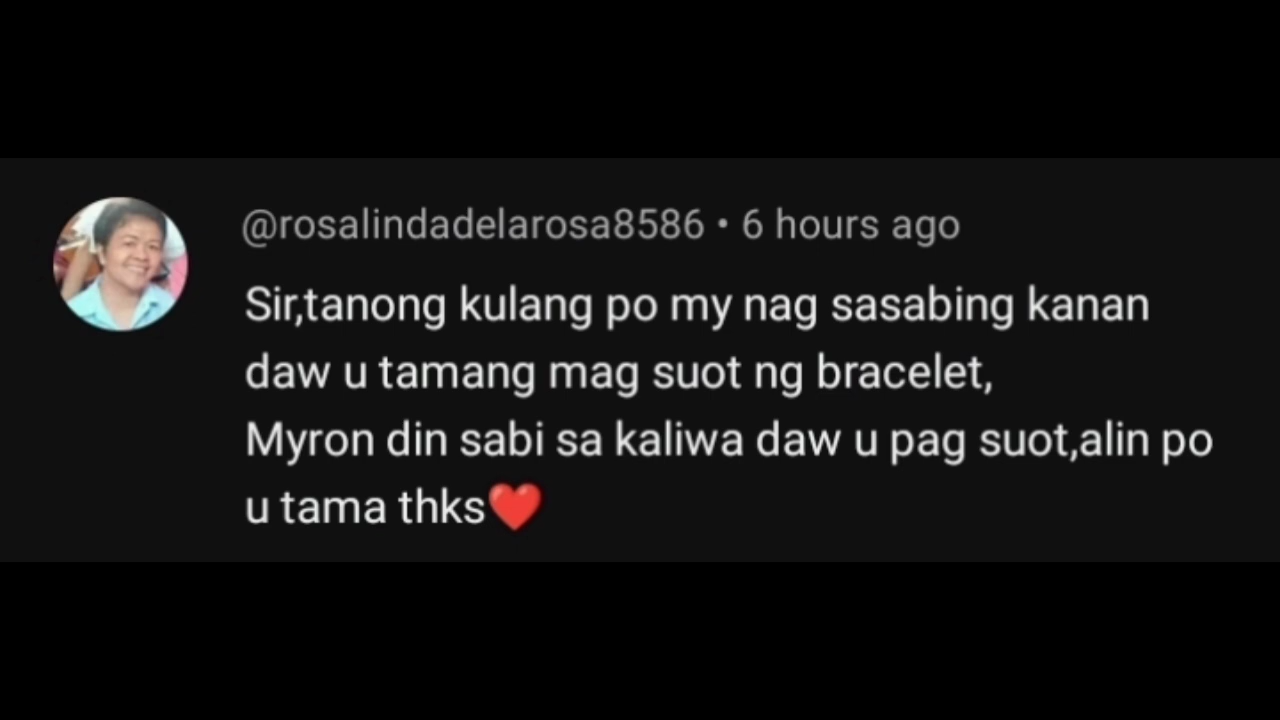 @rosalindadelarosa8586 • 6 hours ago
Sir,tanong kulang po my nag sasabing kanan
daw u tamang mag suot ng bracelet,
Myron din sabi sa kaliwa daw u pag suot,alin po
u tama thks❤️